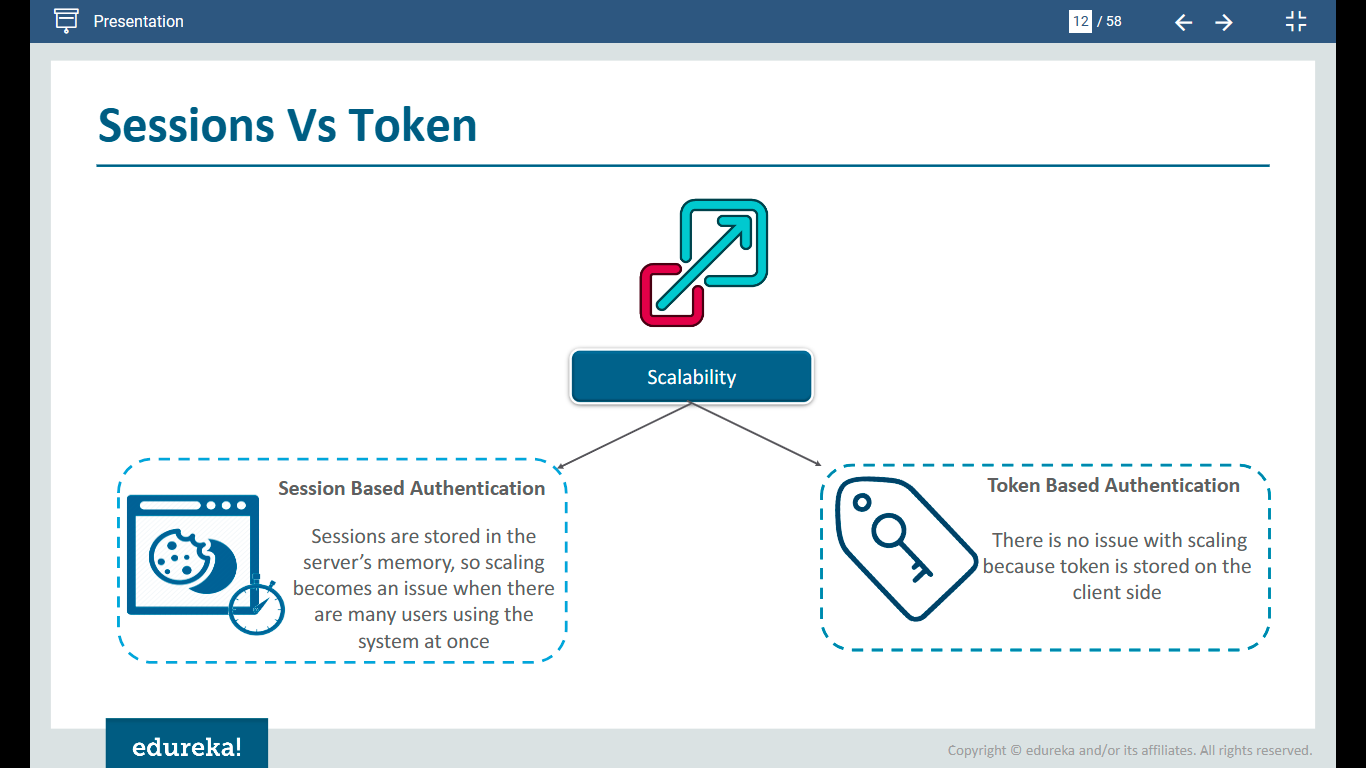 Presentation
12 / 58
Sessions Vs Token
Scalability
Session Based Authentication
Sessions are stored in the
server’s memory, so scaling
becomes an issue when there
are many users using the
system at once
Token Based Authentication
There is no issue with scaling
because token is stored on the
client side
edureka!
Copyright © edureka and/or its affiliates. All rights reserved.